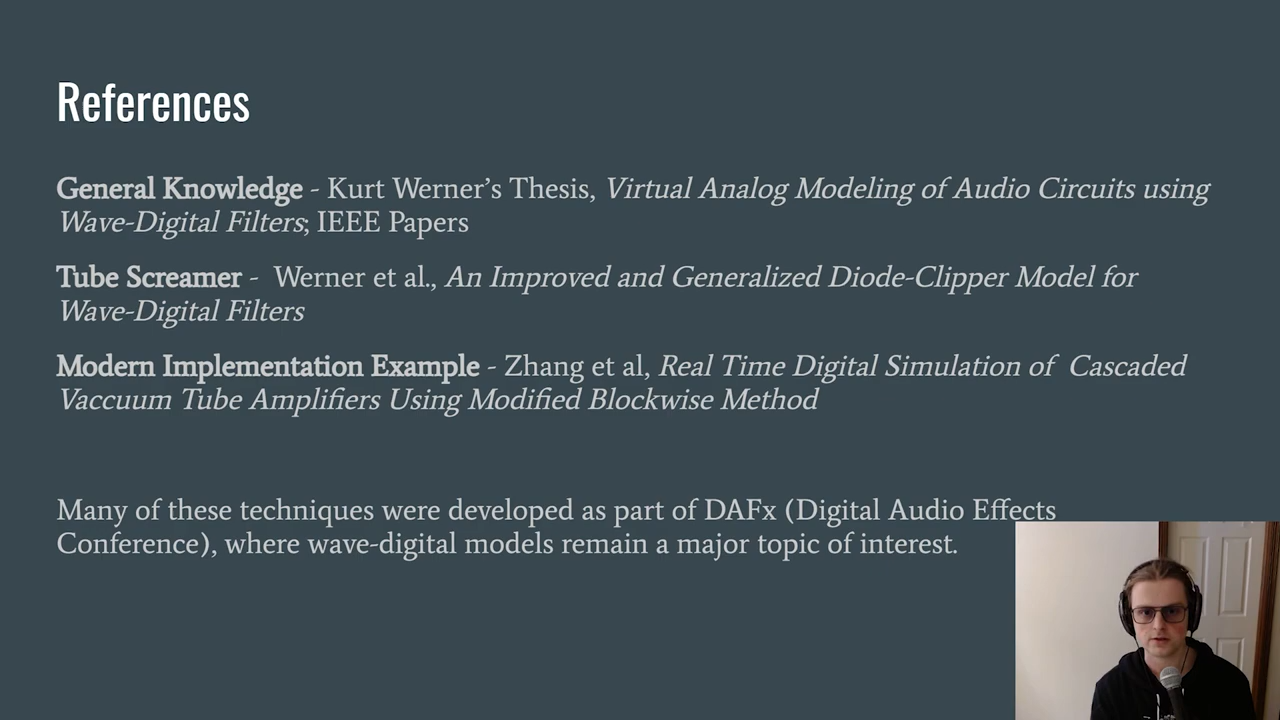 References
General Knowledge - Kurt Werner’s Thesis, Virtual Analog Modeling of Audio Circuits using
Wave-Digital Filters; IEEE Papers
Tube Screamer - Werner et al., An Improved and Generalized Diode-Clipper Model for
Wave-Digital Filters
Modern Implementation Example - Zhang et al, Real Time Digital Simulation of Cascaded
Vaccuum Tube Amplifiers Using Modified Blockwise Method
Many of these techniques were developed as part of DAFx (Digital Audio Effects
Conference), where wave-digital models remain a major topic of interest.